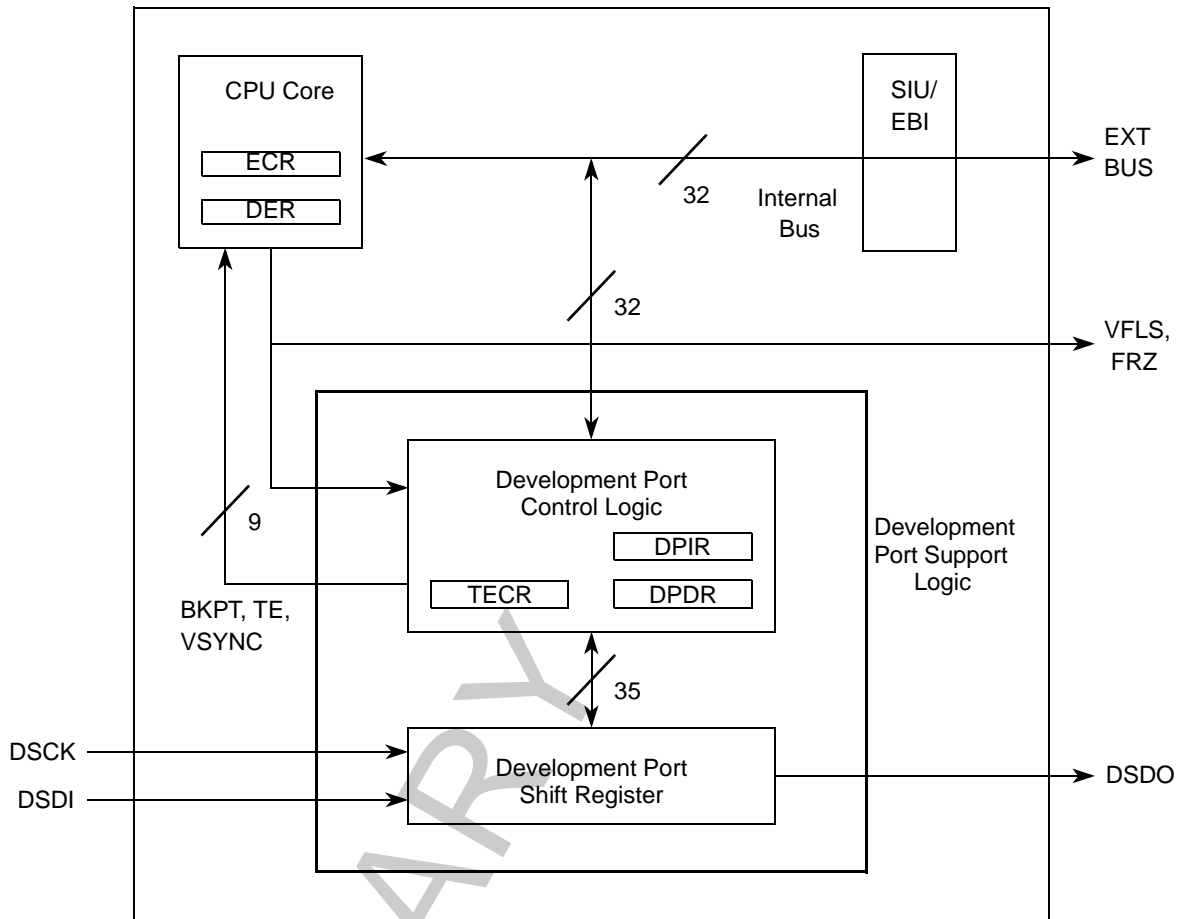 CPU Core
ECR
DER
SIU/
EBI
EXT
BUS
32
Internal
Bus
32
VFLS,
FRZ
Development Port
Control Logic
DPIR
TECR
DPDR
9
BKPT, TE,
VSYNC
Development
Port Support
Logic
35
DSCK
DSDI
Development Port
Shift Register
DSDO
ARY